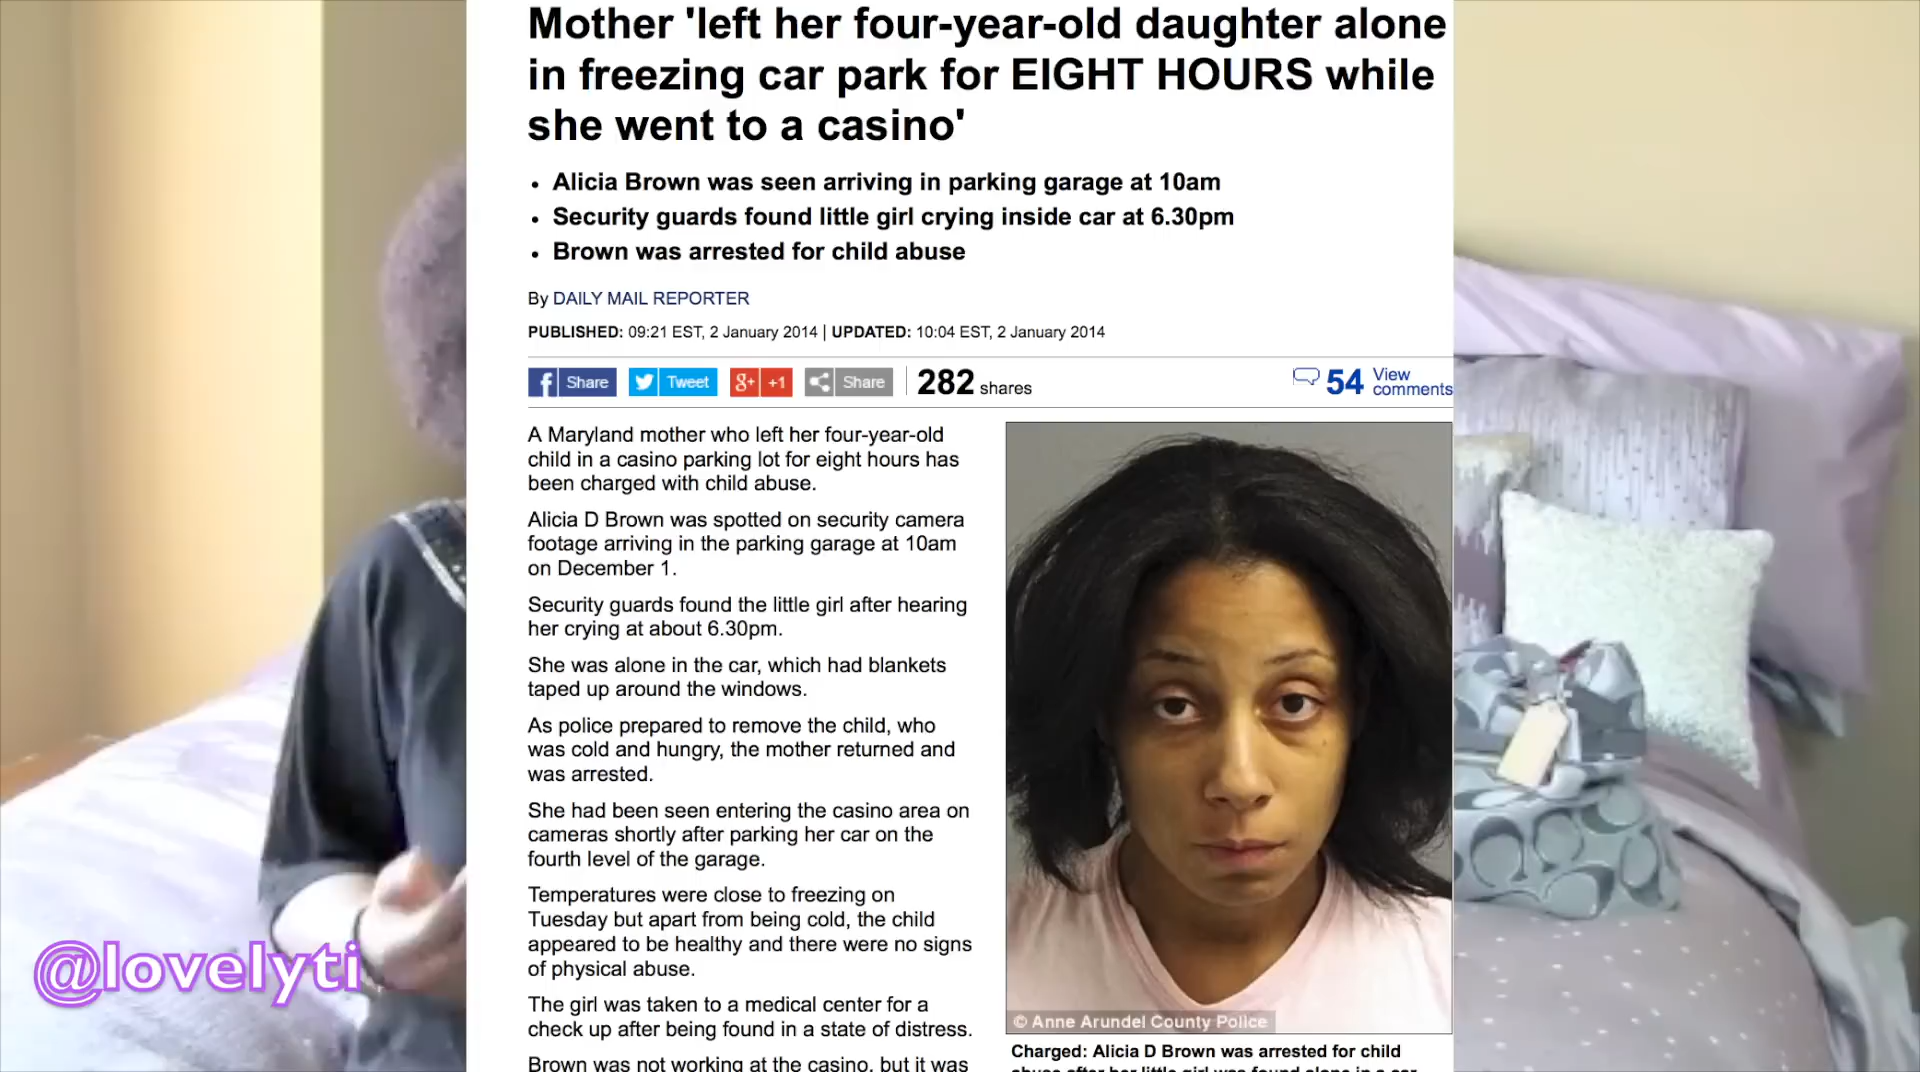 Mother 'left her four-year-old daughter alone
in freezing car park for EIGHT HOURS while
she went to a casino'
• Alicia Brown was seen arriving in parking garage at 10am
• Security guards found little girl crying inside car at 6.30pm
• Brown was arrested for child abuse
By DAILY MAIL REPORTER
PUBLISHED: 09:21 EST, 2 January 2014 | UPDATED: 10:04 EST, 2 January 2014
f Share Tweet g+ +1 Share 282 shares 54 View comments
A Maryland mother who left her four-year-old
child in a casino parking lot for eight hours has
been charged with child abuse.
Alicia D Brown was spotted on security camera
footage arriving in the parking garage at 10am
on December 1.
Security guards found the little girl after hearing
her crying at about 6.30pm.
She was alone in the car, which had blankets
taped up around the windows.
As police prepared to remove the child, who
was cold and hungry, the mother returned and
was arrested.
She had been seen entering the casino area on
cameras shortly after parking her car on the
fourth level of the garage.
Temperatures were close to freezing on
Tuesday but apart from being cold, the child
appeared to be healthy and there were no signs
of physical abuse.
The girl was taken to a medical center for a
check up after being found in a state of distress.
Brown was not working at the casino, but it was
© Anne Arundel County Police
Charged: Alicia D Brown was arrested for child
abuse after her little girl was found alone in a car
@lovelyti